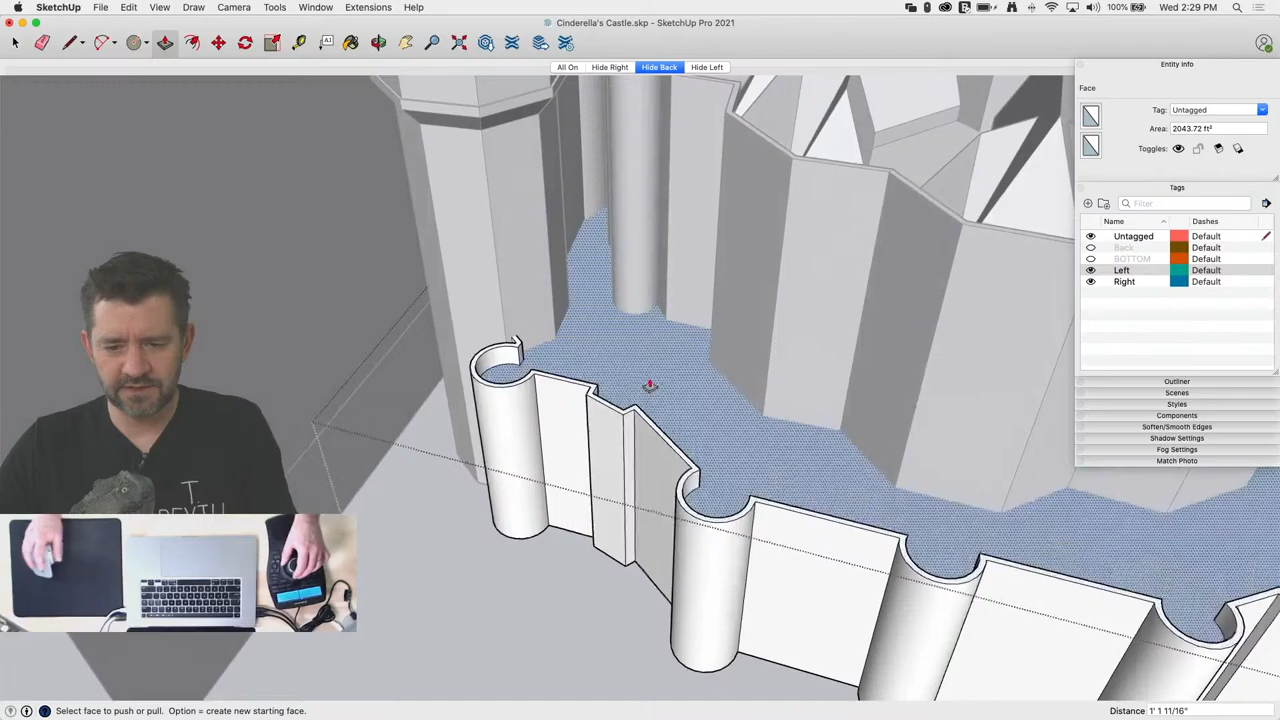 SketchUp File Edit View Draw Camera Tools Window Extensions Help 100% Wed 2:29 PM
Cinderella's Castle.skp - SketchUp Pro 2021
All On Hide Right Hide Back Hide Left
Entity Info
Face
Tag: Untagged
Area: 2043.72 ft²
Toggles:
Tags
Filter
Name Dashes
Untagged Default
Back Default
BOTTOM Default
Left Default
Right Default
Outliner
Scenes
Styles
Components
Soften/Smooth Edges
Shadow Settings
Fog Settings
Match Photo
Select face to push or pull. Option = create new starting face. Distance 1' 1 11/16"